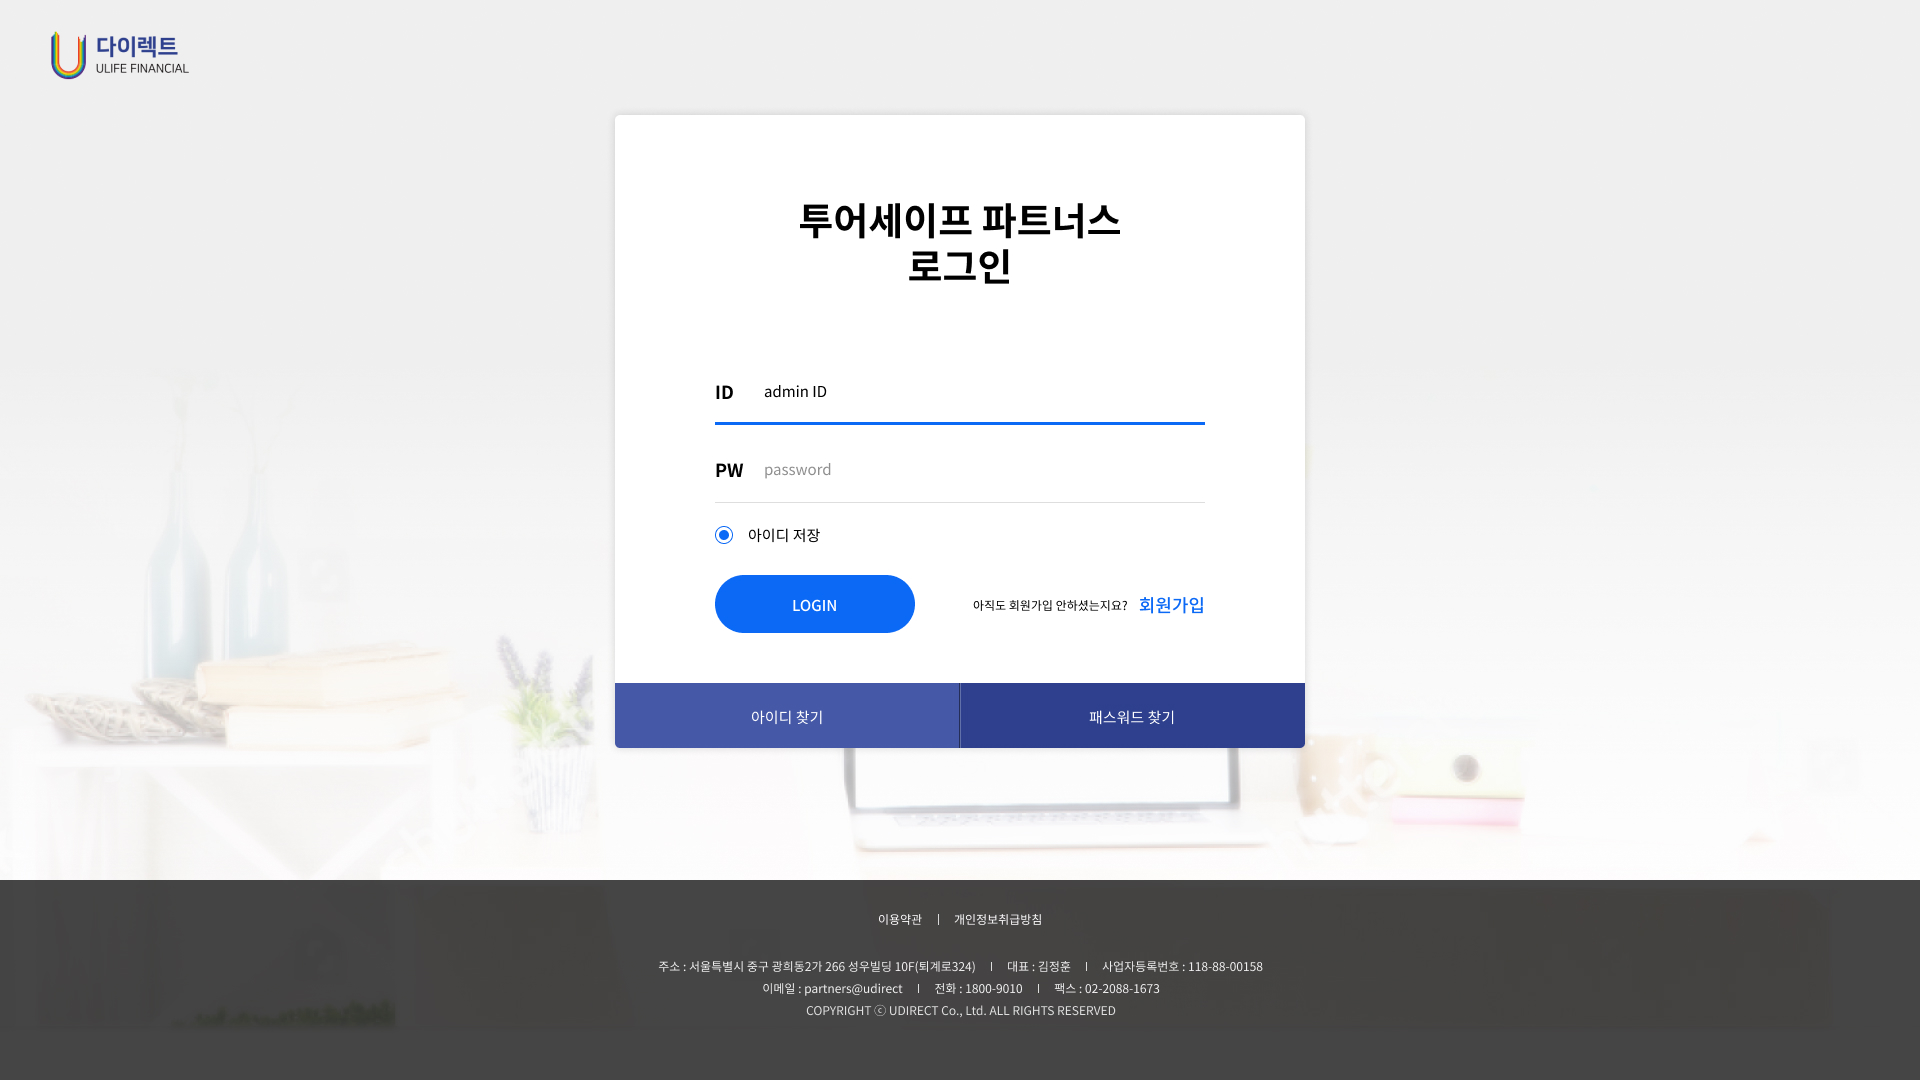 다이렉트
ULIFE FINANCIAL
투어세이프 파트너스
로그인
ID admin ID
PW password
아이디 저장
LOGIN 아직도 회원가입 안하셨는지요? 회원가입
아이디 찾기 패스워드 찾기
이용약관 | 개인정보취급방침
주소 : 서울특별시 중구 광희동2가 266 성우빌딩 10F(퇴계로324) | 대표 : 김정훈 | 사업자등록번호 : 118-88-00158
이메일 : partners@udirect | 전화 : 1800-9010 | 팩스 : 02-2088-1673
COPYRIGHT ⓒ UDIRECT Co., Ltd. ALL RIGHTS RESERVED